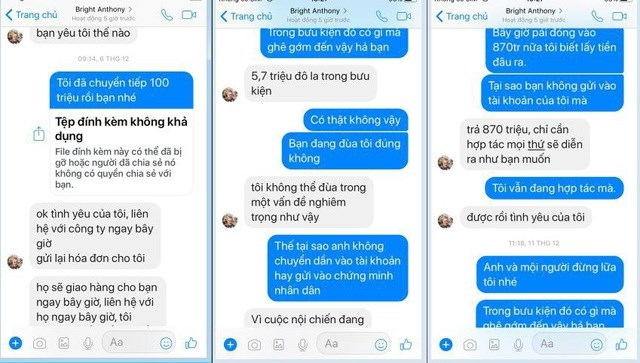 Trang chủ
Bright Anthony
Hoạt động 5 giờ trước
bạn yêu tôi thế nào
09:14, 6 THG 12
Tôi đã chuyển tiếp 100
triệu rồi bạn nhé
Tệp đính kèm không khả
dụng
File đính kèm này có thể đã bị
gỡ hoặc người đã chia sẻ nó
không có quyền chia sẻ với
bạn.
ok tình yêu của tôi, liên
hệ với công ty ngay bây
giờ
gửi lại hóa đơn cho tôi
họ sẽ giao hàng cho bạn
ngay bây giờ, liên hệ với
họ ngay bây giờ, tôi
Aa
Trang chủ
Bright Anthony
Hoạt động 5 giờ trước
Trong bưu kiện đó có gì mà
ghê gớm đến vậy hả bạn
5,7 triệu đô la trong bưu
kiện
Có thật không vậy
Bạn đang đùa tôi đúng
không
tôi không thể đùa trong
một vấn đề nghiêm
trọng như vậy
Thế tại sao anh không
chuyển dần vào tài khoản
hay gửi vào chứng minh
nhân dân
Vì cuộc nội chiến đang
Aa
Trang chủ
Bright Anthony
Hoạt động 5 giờ trước
Bây giờ pải đóng vào
870tr nữa tôi biết lấy tiền
đâu ra.
Tại sao bạn không gửi vào
tài khoản của tôi mà
trả 870 triệu, chỉ cần
hợp tác mọi thứ sẽ diễn
ra như bạn muốn
Tôi vẫn đang hợp tác mà.
được rồi tình yêu của tôi
11:18, 11 THG 12
Anh và mội người đừng lừa
tôi nhé
Trong bưu kiện đó có gì mà
ghê gớm đến vậy hả bạn
Aa